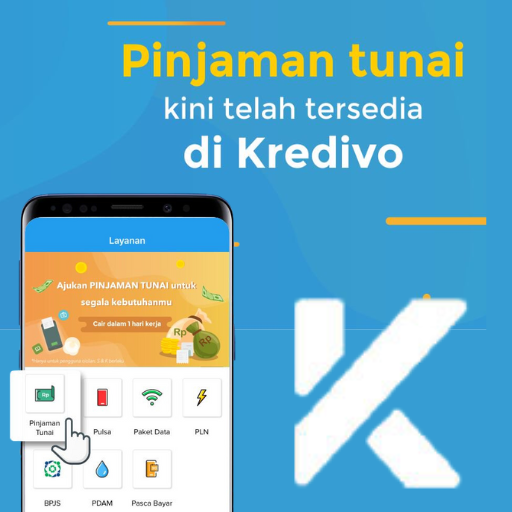 Pinjaman tunai
kini telah tersedia
di Kredivo
Layanan
Ajukan PINJAMAN TUNAI untuk
segala kebutuhanmu
Cair dalam 1 hari kerja
Rp
Rp
Rp
Pinjaman
Tunai
Pulsa
Paket Data
PLN
BPJS
PDAM
Pasca Bayar